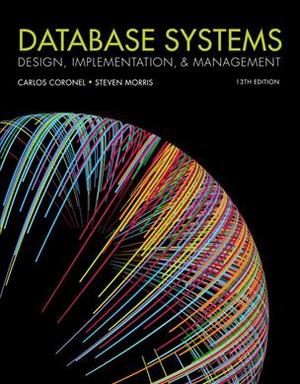 DATABASE SYSTEMS
DESIGN, IMPLEMENTATION, & MANAGEMENT
CARLOS CORONEL • STEVEN MORRIS 13TH EDITION